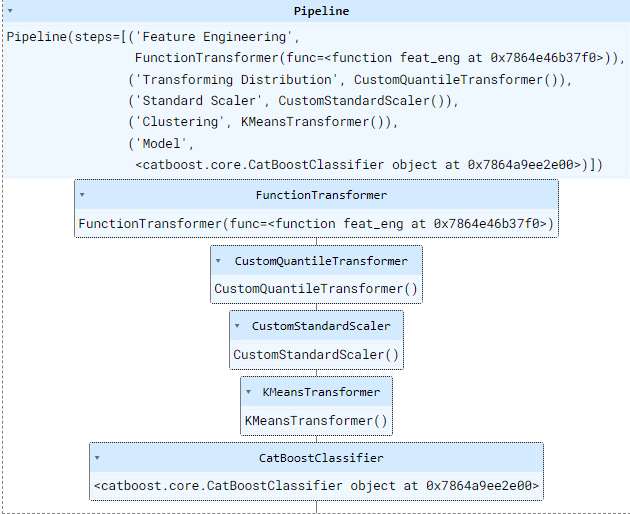 Pipeline
Pipeline(steps=[('Feature Engineering',
FunctionTransformer(func=<function feat_eng at 0x7864e46b37f0>)),
('Transforming Distribution', CustomQuantileTransformer()),
('Standard Scaler', CustomStandardScaler()),
('Clustering', KMeansTransformer()),
('Model',
<catboost.core.CatBoostClassifier object at 0x7864a9ee2e00>)])
FunctionTransformer
FunctionTransformer(func=<function feat_eng at 0x7864e46b37f0>)
CustomQuantileTransformer
CustomQuantileTransformer()
CustomStandardScaler
CustomStandardScaler()
KMeansTransformer
KMeansTransformer()
CatBoostClassifier
<catboost.core.CatBoostClassifier object at 0x7864a9ee2e00>